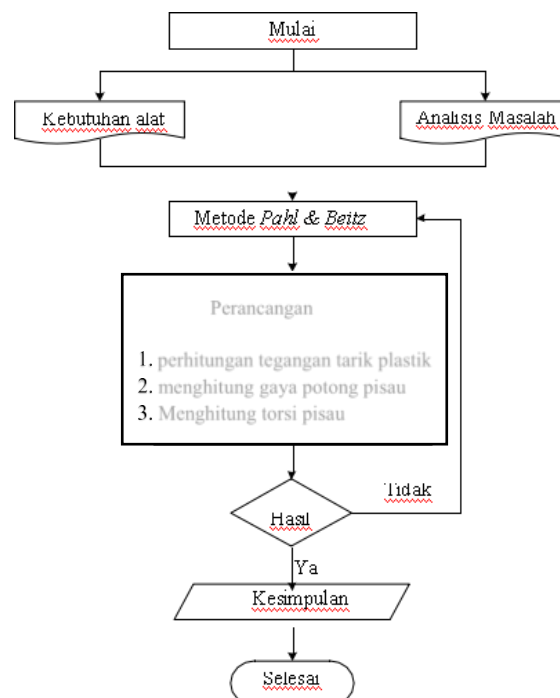 Mulai
Kebutuhan alat
Analisis Masalah
Metode Pahl & Beitz
Perancangan
1. perhitungan tegangan tarik plastik
2. menghitung gaya potong pisau
3. Menghitung torsi pisau
Tidak
Hasil
Ya
Kesimpulan
Selesai